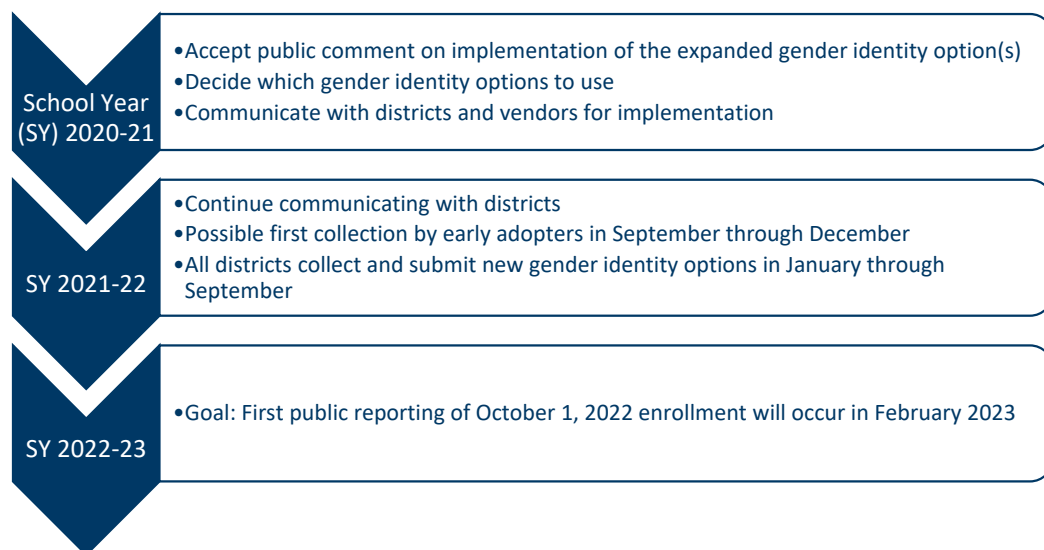 School Year
(SY) 2020-21
•Accept public comment on implementation of the expanded gender identity option(s)
•Decide which gender identity options to use
•Communicate with districts and vendors for implementation
SY 2021-22
•Continue communicating with districts
•Possible first collection by early adopters in September through December
•All districts collect and submit new gender identity options in January through
September
SY 2022-23
•Goal: First public reporting of October 1, 2022 enrollment will occur in February 2023